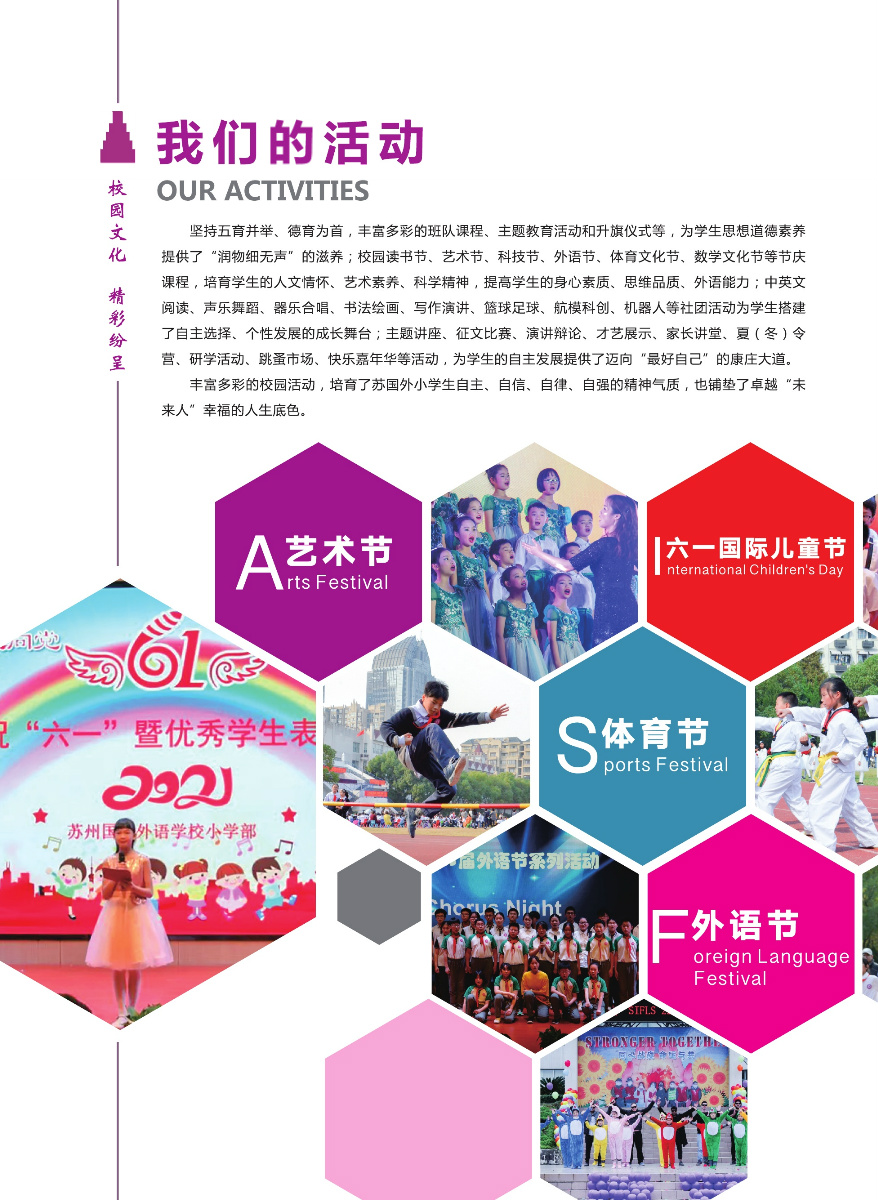 我们的活动
OUR ACTIVITIES
校园文化 精彩纷呈
坚持五育并举、德育为首，丰富多彩的班队课程、主题教育活动和升旗仪式等，为学生思想道德素养
提供了“润物细无声”的滋养；校园读书节、艺术节、科技节、外语节、体育文化节、数学文化节等节庆
课程，培育学生的人文情怀、艺术素养、科学精神，提高学生的身心素质、思维品质、外语能力；中英文
阅读、声乐舞蹈、器乐合唱、书法绘画、写作演讲、篮球足球、航模科创、机器人等社团活动为学生搭建
了自主选择、个性发展的成长舞台；主题讲座、征文比赛、演讲辩论、才艺展示、家长讲堂、夏（冬）令
营、研学活动、跳蚤市场、快乐嘉年华等活动，为学生的自主发展提供了迈向“最好自己”的康庄大道。
丰富多彩的校园活动，培育了苏国外小学生自主、自信、自律、自强的精神气质，也铺垫了卓越“未
来人”幸福的人生底色。
艺术节
Arts Festival
六一国际儿童节
International Children's Day
61
“六一”暨优秀学生表
2021
苏州国 外语学校小学部
体育节
Sports Festival
届外语节系列活动
Chorus Night
外语节
Foreign Language
Festival
STFLS
STRONGER TOGETHER